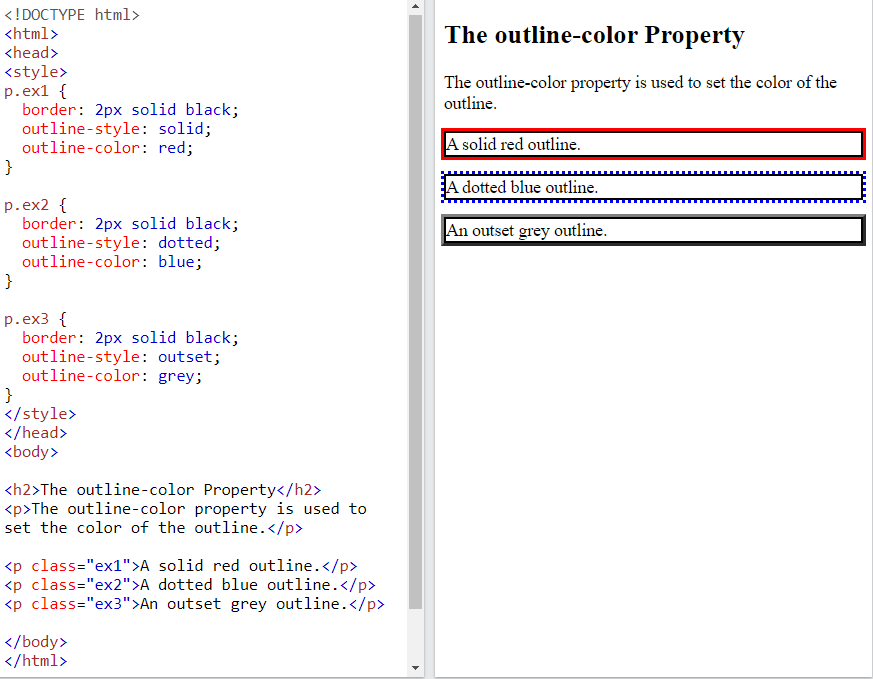 <!DOCTYPE html>
<html>
<head>
<style>
p.ex1 {
  border: 2px solid black;
  outline-style: solid;
  outline-color: red;
}

p.ex2 {
  border: 2px solid black;
  outline-style: dotted;
  outline-color: blue;
}

p.ex3 {
  border: 2px solid black;
  outline-style: outset;
  outline-color: grey;
}
</style>
</head>
<body>

<h2>The outline-color Property</h2>
<p>The outline-color property is used to
set the color of the outline.</p>

<p class="ex1">A solid red outline.</p>
<p class="ex2">A dotted blue outline.</p>
<p class="ex3">An outset grey outline.</p>

</body>
</html>

The outline-color Property
The outline-color property is used to set the color of the
outline.
A solid red outline.
A dotted blue outline.
An outset grey outline.